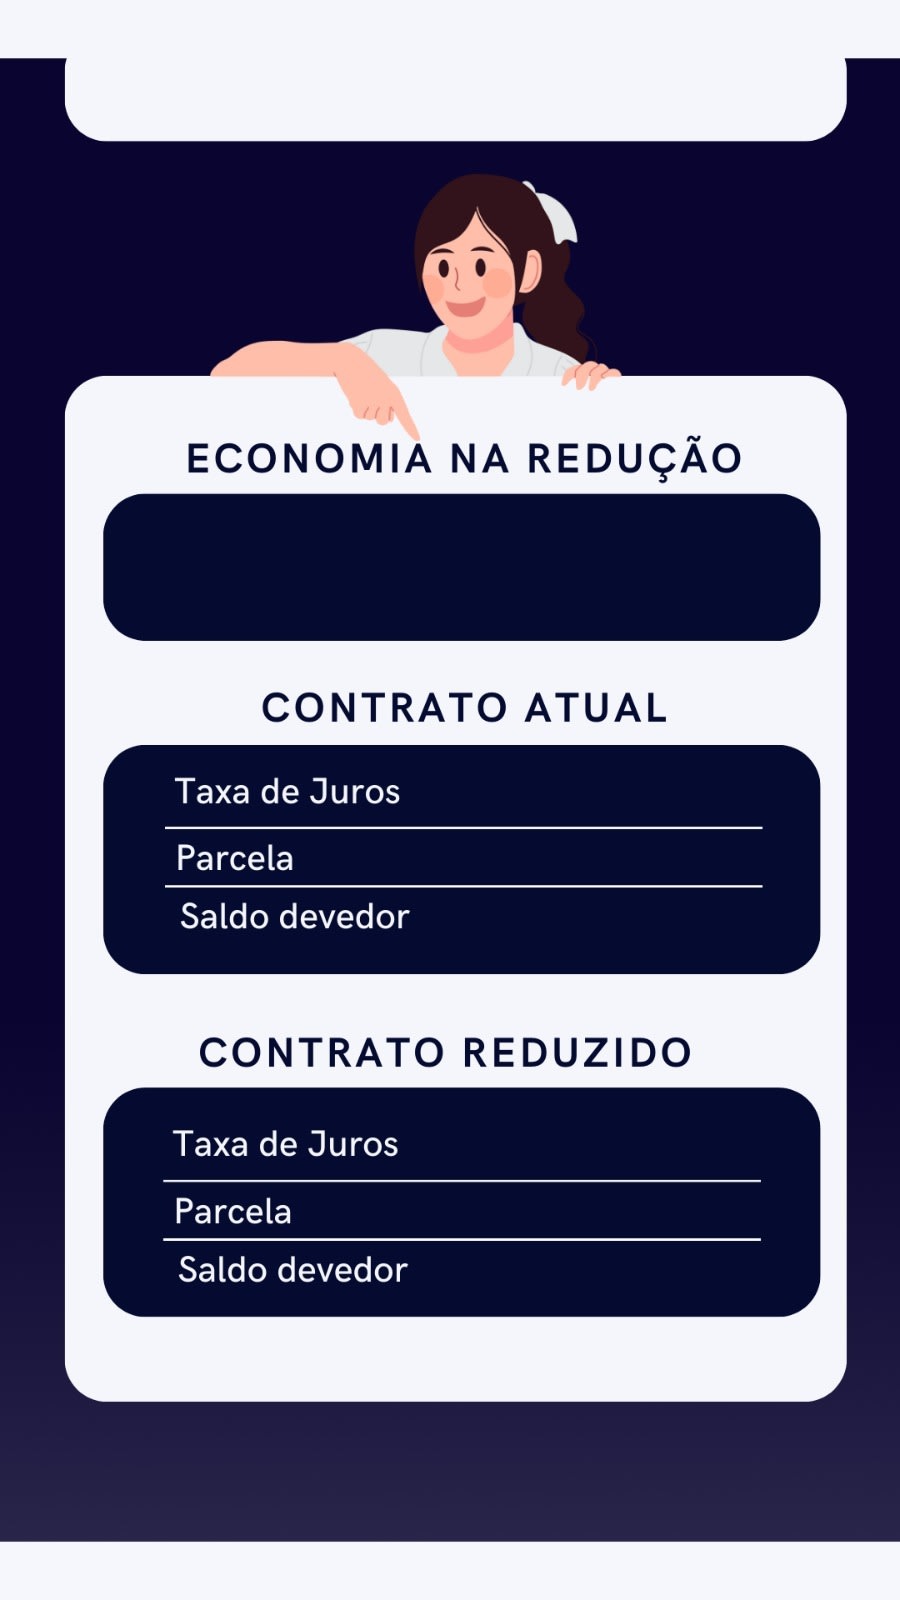 ECONOMIA NA REDUÇÃO
CONTRATO ATUAL
Taxa de Juros
Parcela
Saldo devedor
CONTRATO REDUZIDO
Taxa de Juros
Parcela
Saldo devedor